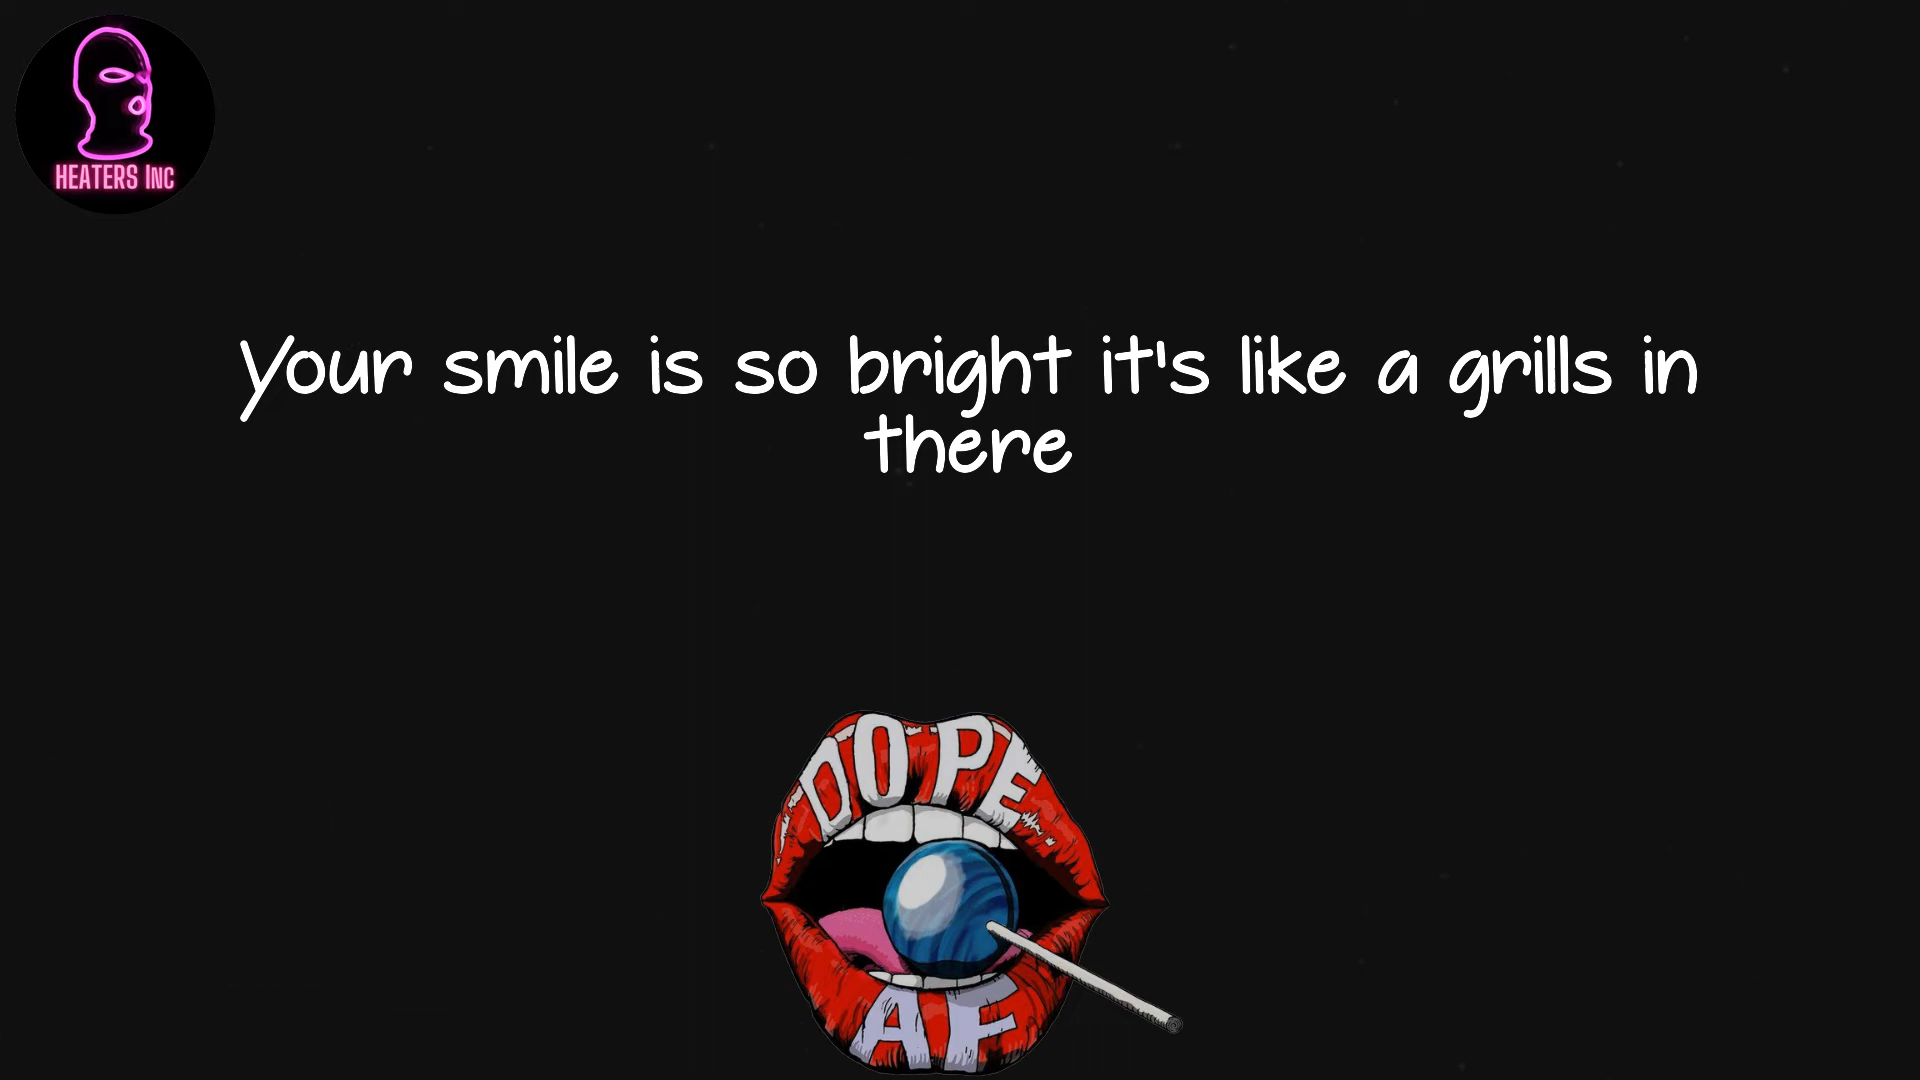 HEATERS INC
Your smile is so bright it's like a grills in
there
DOPE
AF